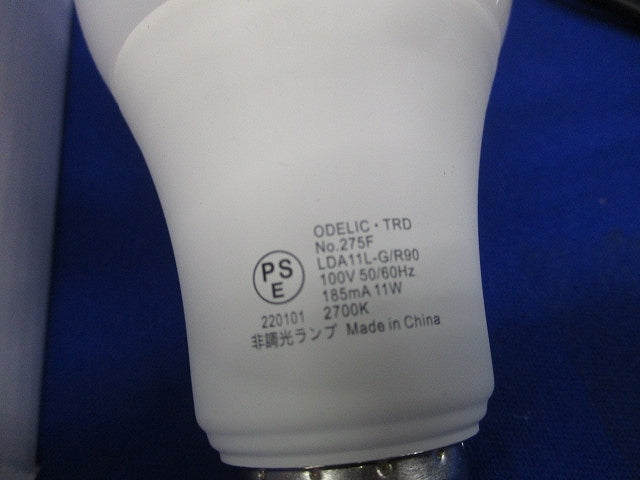 ODELIC・TRD
No.275F
LDA11L-G/R90
100V 50/60Hz
185mA 11W
PSE
220101 2700K
非調光ランプ Made in China